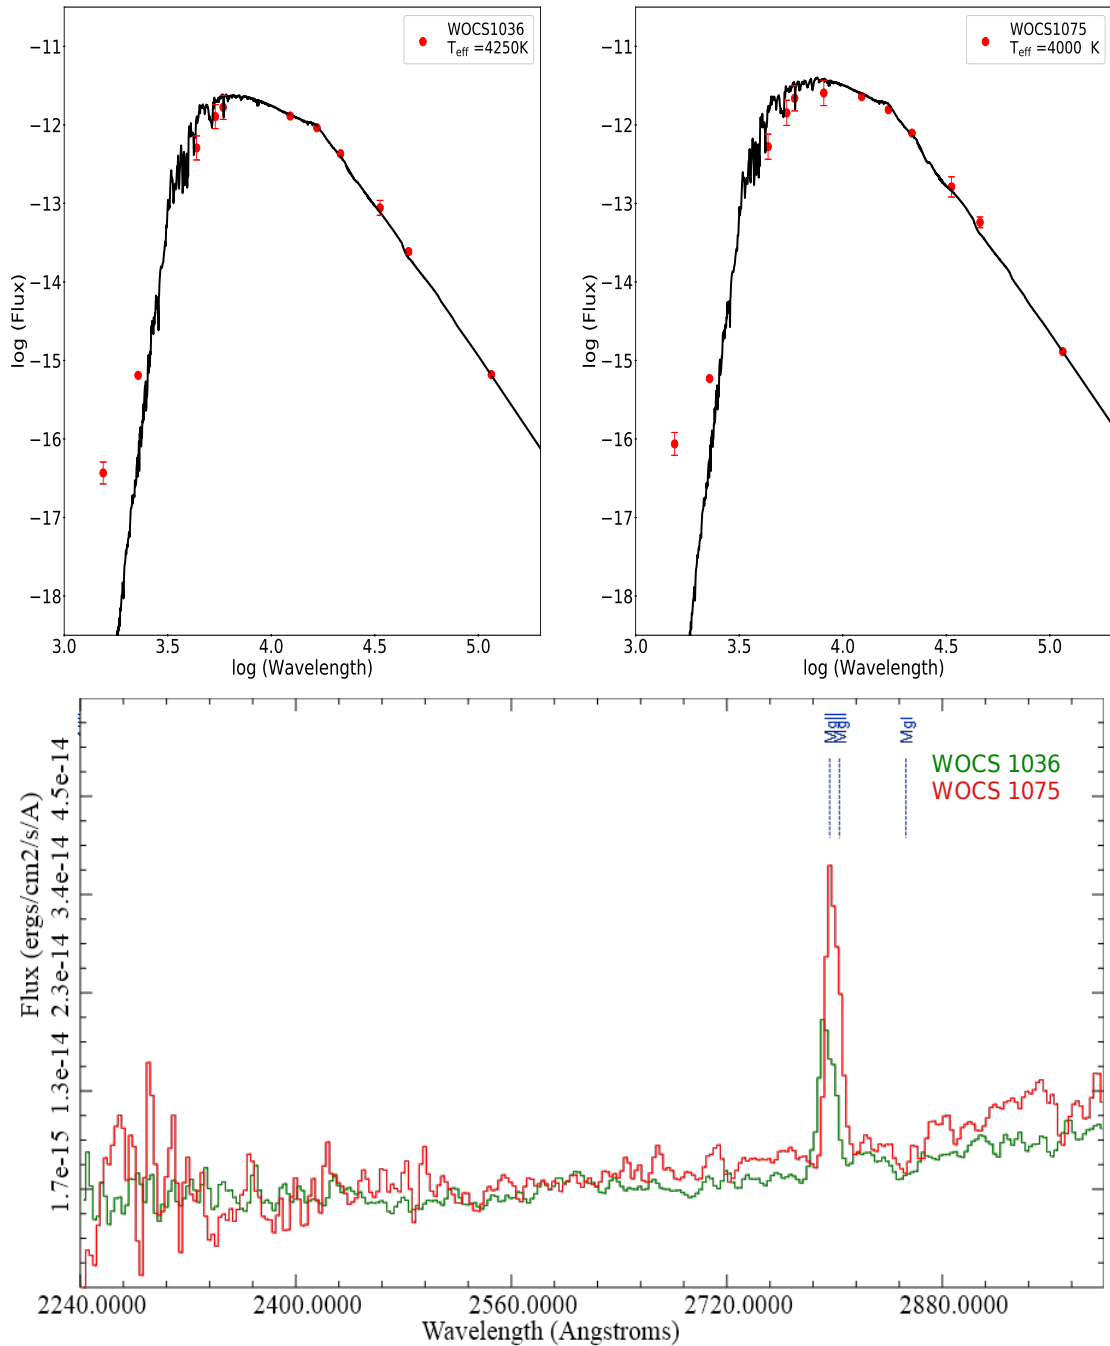 WOCS1036
T_eff =4250K
−11
−12
−13
−14
−15
−16
−17
−18
log (Flux)
3.0 3.5 4.0 4.5 5.0
log (Wavelength)
WOCS1075
T_eff =4000 K
−11
−12
−13
−14
−15
−16
−17
−18
log (Flux)
3.0 3.5 4.0 4.5 5.0
log (Wavelength)
MgII
MgII
MgI
WOCS 1036
WOCS 1075
4.5e-14
3.4e-14
2.3e-14
1.3e-14
1.7e-15
Flux (ergs/cm2/s/A)
2240.0000 2400.0000 2560.0000 2720.0000 2880.0000
Wavelength (Angstroms)